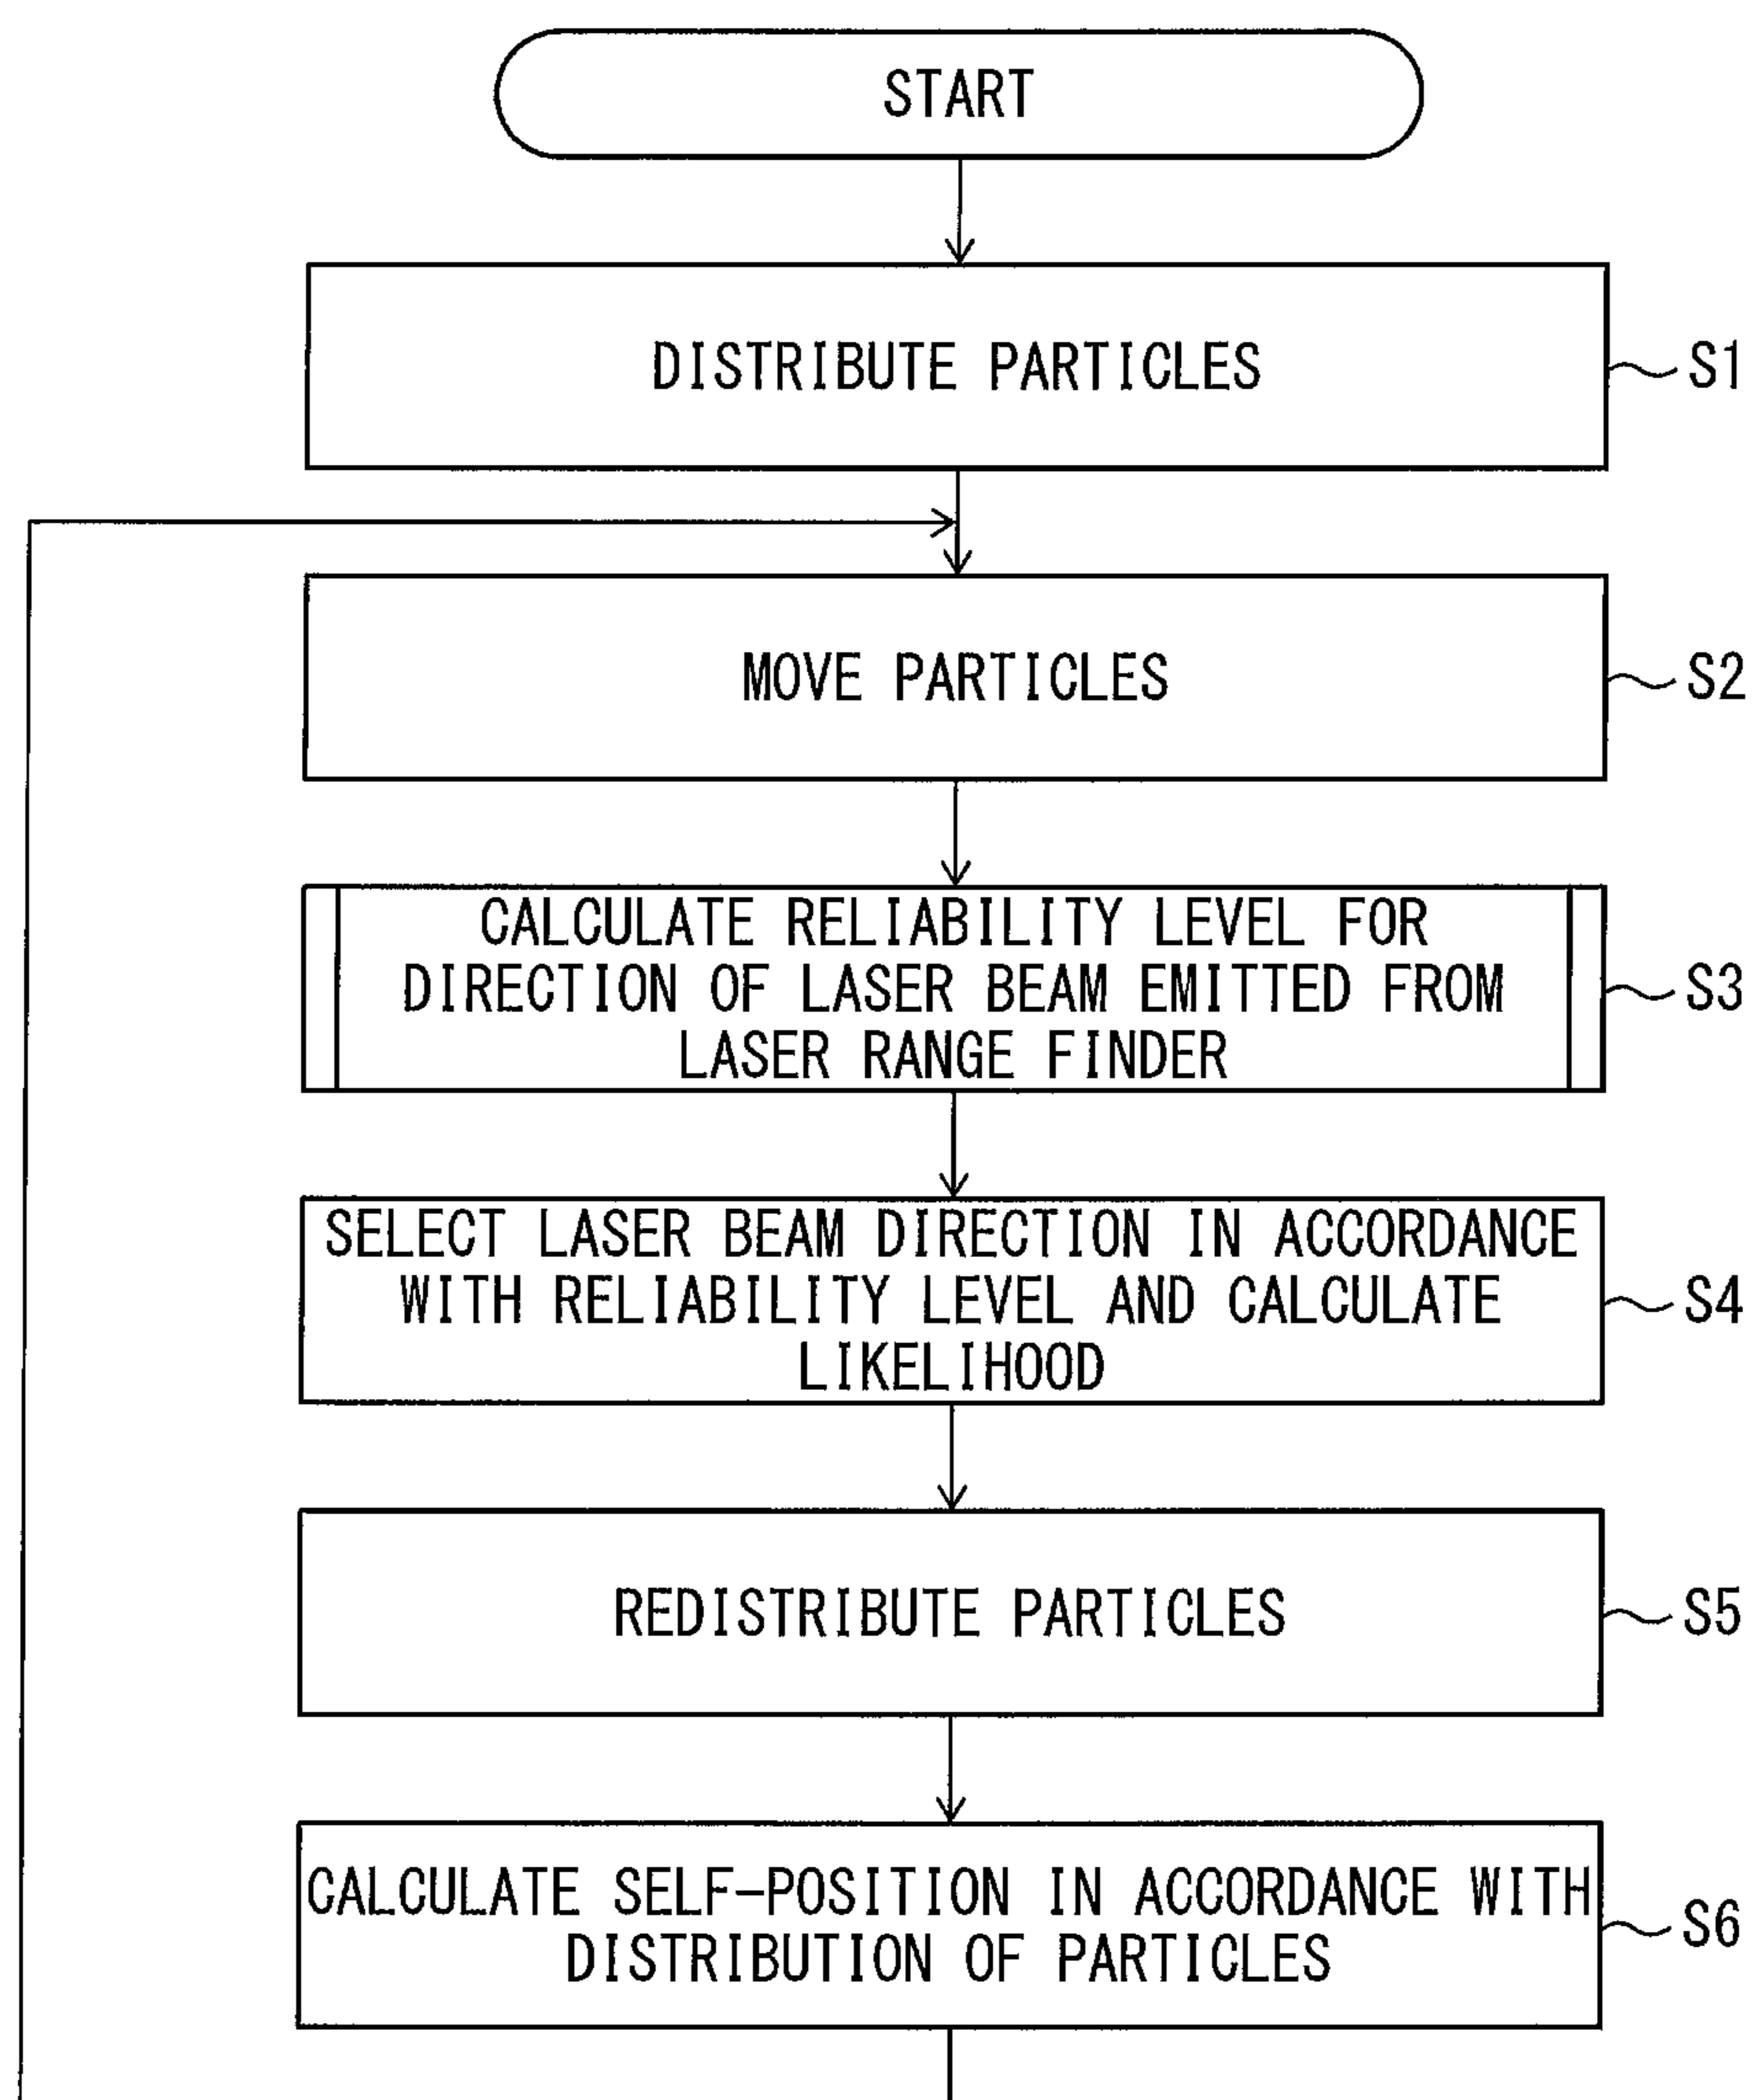 START
DISTRIBUTE PARTICLES
S1
MOVE PARTICLES
S2
CALCULATE RELIABILITY LEVEL FOR
DIRECTION OF LASER BEAM EMITTED FROM
LASER RANGE FINDER
S3
SELECT LASER BEAM DIRECTION IN ACCORDANCE
WITH RELIABILITY LEVEL AND CALCULATE
LIKELIHOOD
S4
REDISTRIBUTE PARTICLES
S5
CALCULATE SELF-POSITION IN ACCORDANCE WITH
DISTRIBUTION OF PARTICLES
S6